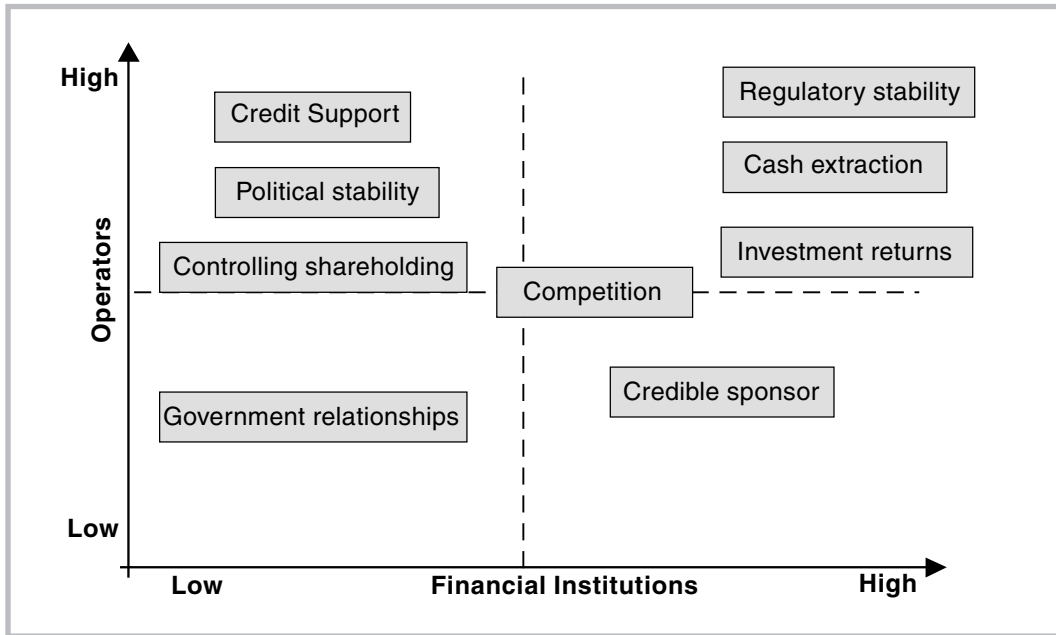 High
Credit Support
Regulatory stability
Political stability
Cash extraction
Controlling shareholding
Investment returns
Operators
Competition
Government relationships
Credible sponsor
Low
Low
Financial Institutions
High